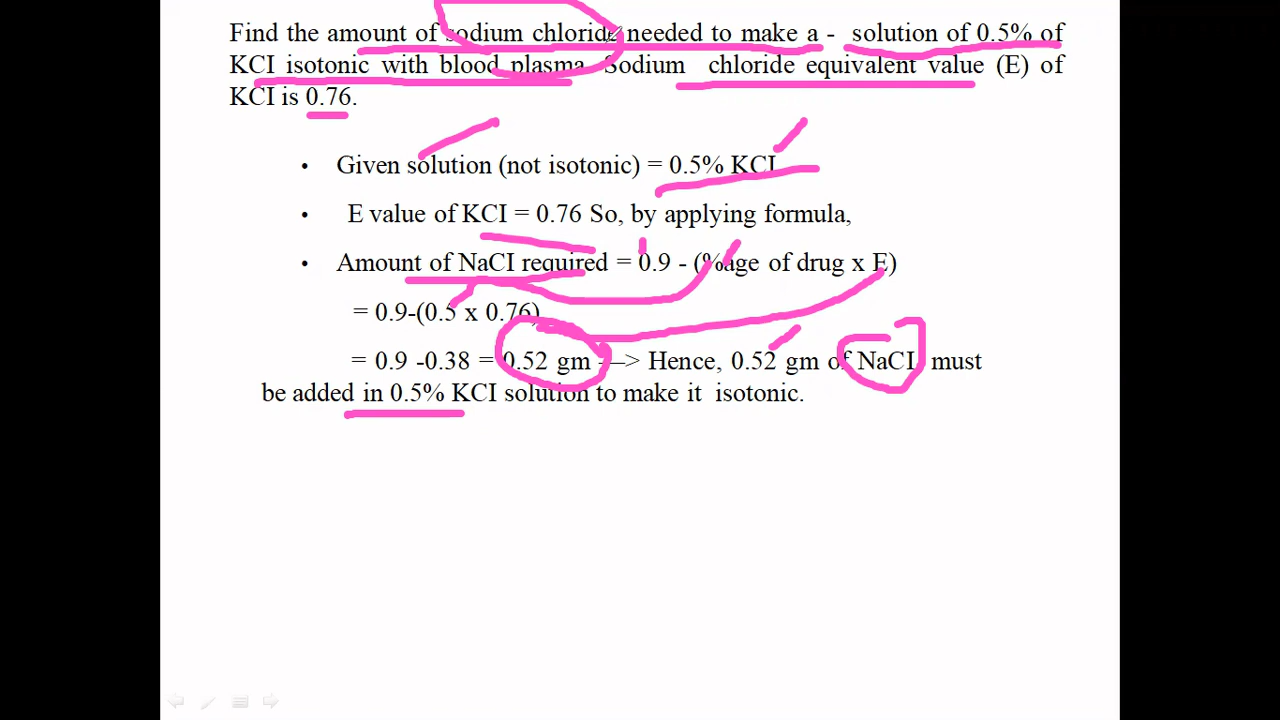 Find the amount of sodium chloride needed to make a - solution of 0.5% of
KCI isotonic with blood plasma. Sodium chloride equivalent value (E) of
KCI is 0.76.
• Given solution (not isotonic) = 0.5% KCI
• E value of KCI = 0.76 So, by applying formula,
• Amount of NaCI required = 0.9 - (%age of drug x E)
= 0.9-(0.5 x 0.76)
= 0.9 -0.38 = 0.52 gm —> Hence, 0.52 gm of NaCI must
be added in 0.5% KCI solution to make it isotonic.